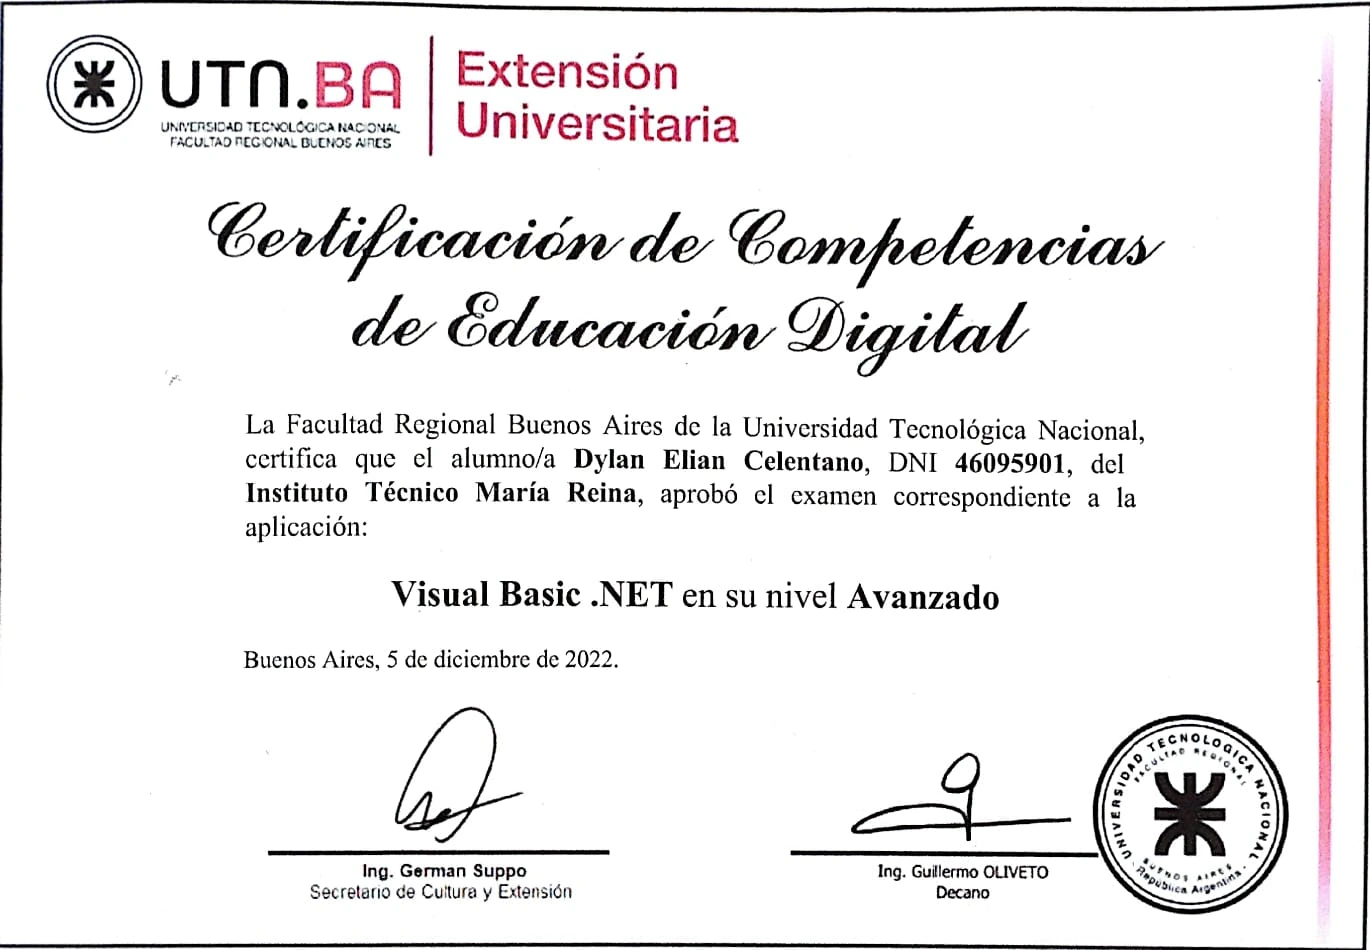 UTN.BA
UNIVERSIDAD TECNOLÓGICA NACIONAL
FACULTAD REGIONAL BUENOS AIRES
Extensión
Universitaria
Certificación de Competencias
de Educación Digital
La Facultad Regional Buenos Aires de la Universidad Tecnológica Nacional,
certifica que el alumno/a Dylan Elian Celentano, DNI 46095901, del
Instituto Técnico María Reina, aprobó el examen correspondiente a la
aplicación:
Visual Basic .NET en su nivel Avanzado
Buenos Aires, 5 de diciembre de 2022.
Ing. German Suppo
Secretario de Cultura y Extensión
Ing. Guillermo OLIVETO
Decano
UNIVERSIDAD TECNOLOGICA NACIONAL
FACULTAD REGIONAL
BUENOS AIRES
República Argentina